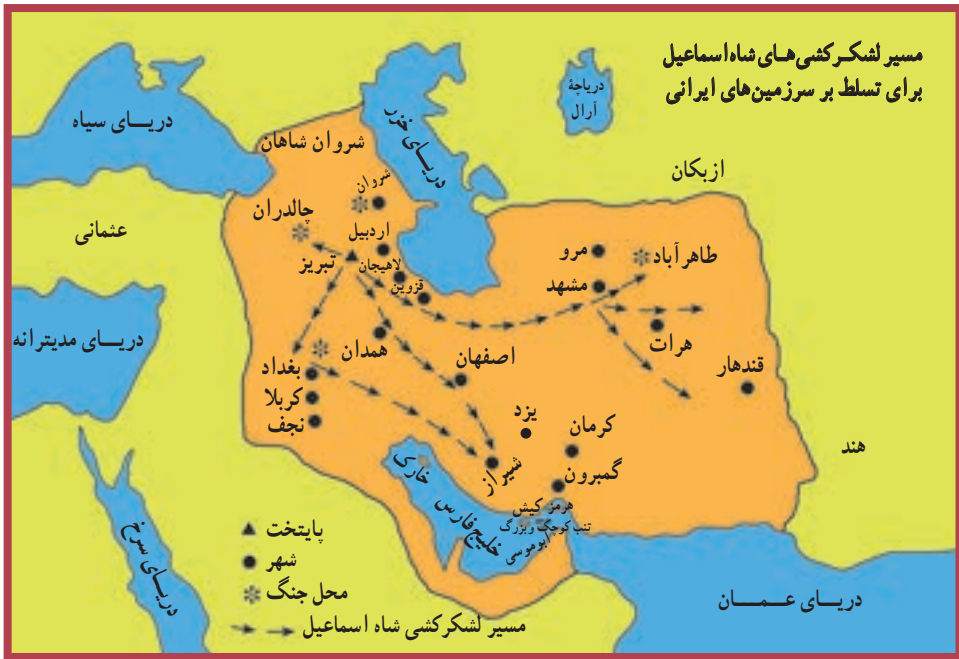 مسیر لشکرکشی‌های شاه اسماعیل
برای تسلط بر سرزمین‌های ایرانی
دریاچهٔ
آرال
دریای سیاه
دریای خزر
شروان شاهان
ازبکان
شروان
چالدران
عثمانی
اردبیل
تبریز
لاهیجان
قزوین
مرو
طاهرآباد
مشهد
هرات
دریای مدیترانه
همدان
اصفهان
بغداد
قندهار
کربلا
نجف
یزد
کرمان
هند
شیراز
گمبرون
خارک
خلیج فارس
هرمز کیش
تنب کوچک و بزرگ
ابوموسی
دریای سرخ
دریای عمان
پایتخت
شهر
محل جنگ
مسیر لشکرکشی شاه اسماعیل